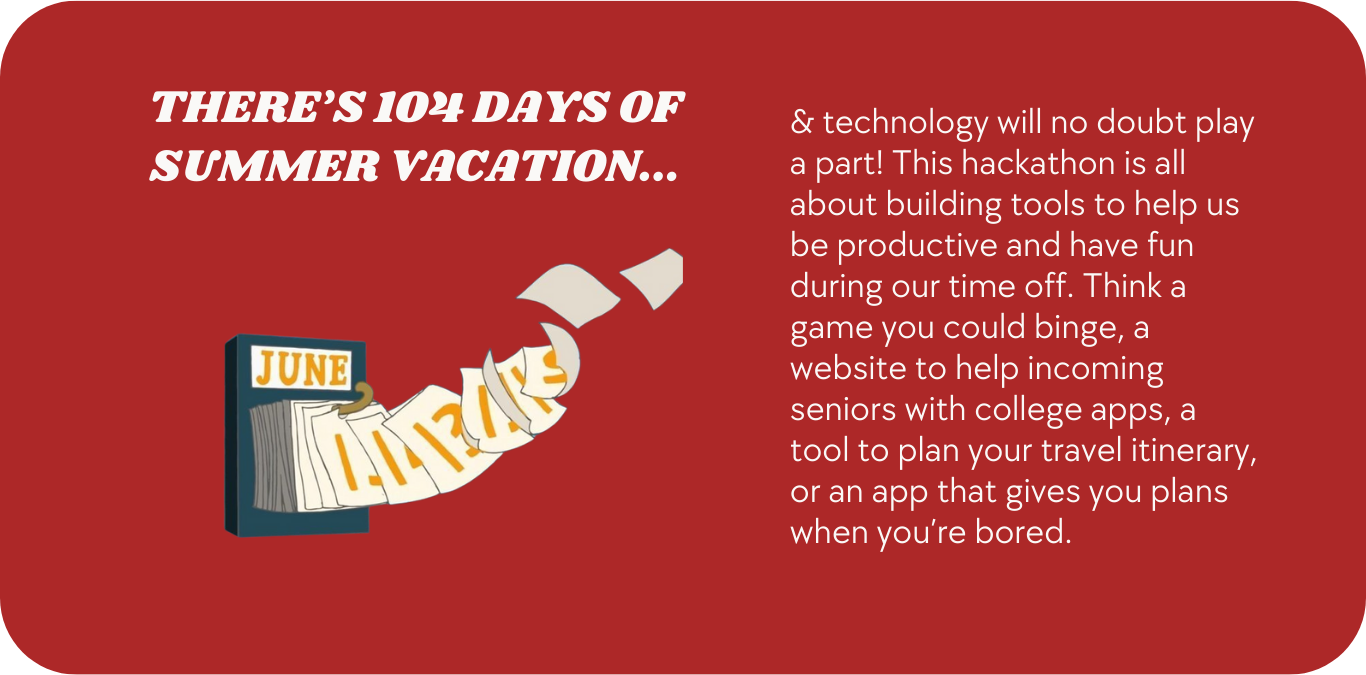 THERE'S 104 DAYS OF
SUMMER VACATION...
JUNE
& technology will no doubt play
a part! This hackathon is all
about building tools to help us
be productive and have fun
during our time off. Think a
game you could binge, a
website to help incoming
seniors with college apps, a
tool to plan your travel itinerary,
or an app that gives you plans
when you're bored.